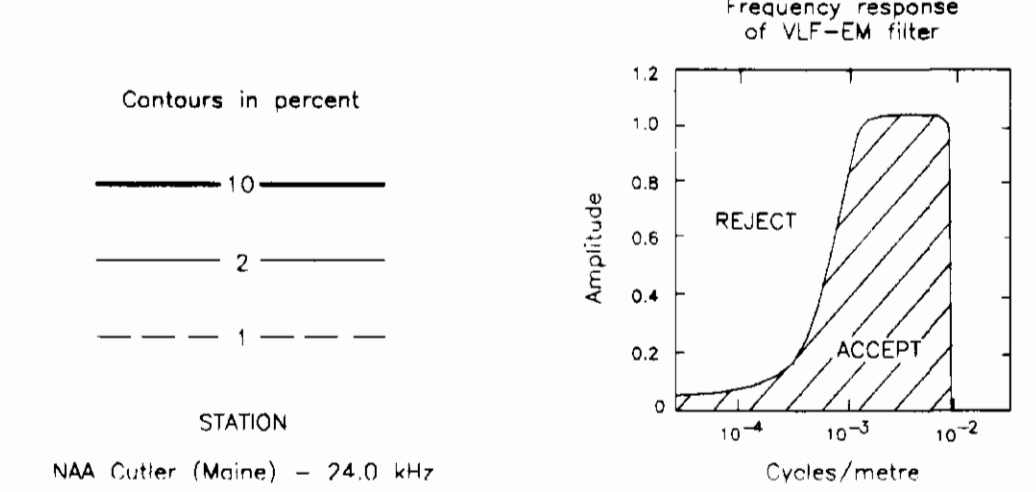 Contours in percent
10
2
1
STATION
NAA Cutler (Maine) – 24.0 kHz
Frequency response
of VLF–EM filter
1.2
1.0
0.8
0.6
0.4
0.2
0
Amplitude
REJECT
ACCEPT
10⁻⁴ 10⁻³ 10⁻²
Cycles/metre